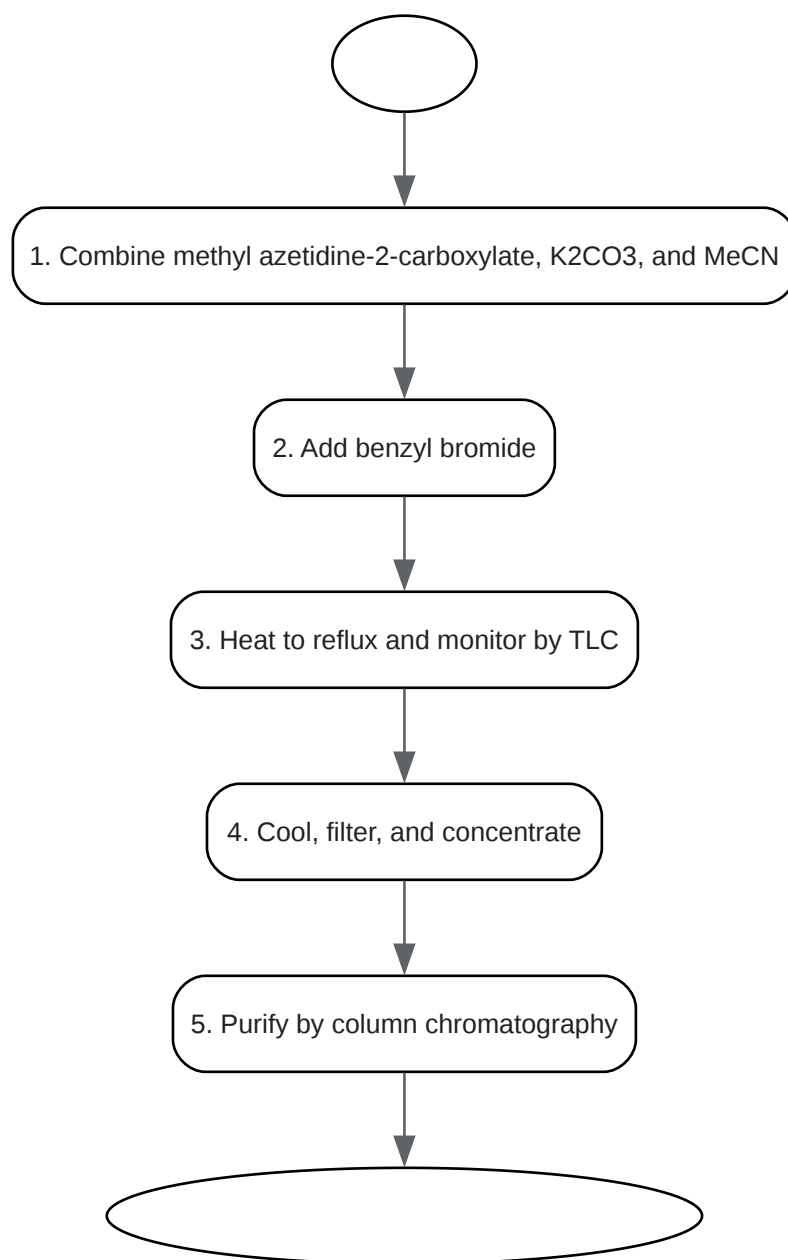 1. Combine methyl azetidine-2-carboxylate, K2CO3, and MeCN
2. Add benzyl bromide
3. Heat to reflux and monitor by TLC
4. Cool, filter, and concentrate
5. Purify by column chromatography